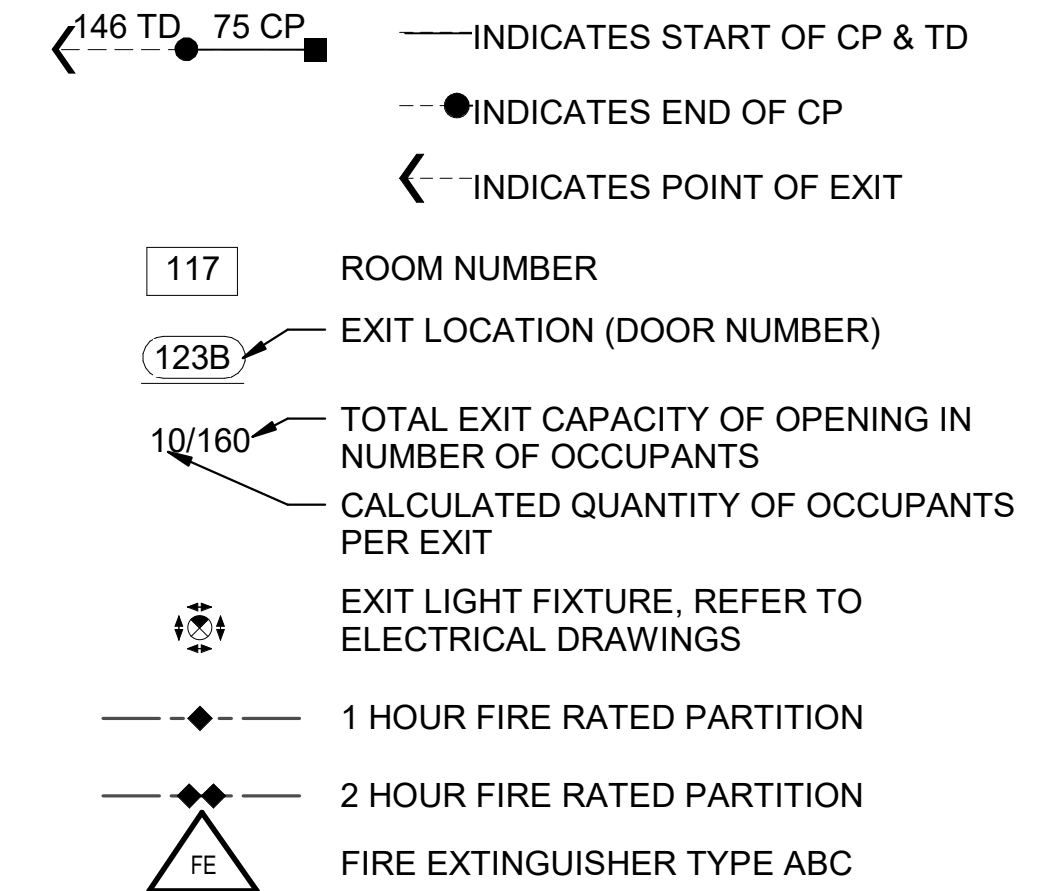 146 TD 75 CP
INDICATES START OF CP & TD
INDICATES END OF CP
INDICATES POINT OF EXIT
117 ROOM NUMBER
123B EXIT LOCATION (DOOR NUMBER)
10/160 TOTAL EXIT CAPACITY OF OPENING IN
NUMBER OF OCCUPANTS
CALCULATED QUANTITY OF OCCUPANTS
PER EXIT
EXIT LIGHT FIXTURE, REFER TO
ELECTRICAL DRAWINGS
1 HOUR FIRE RATED PARTITION
2 HOUR FIRE RATED PARTITION
FE FIRE EXTINGUISHER TYPE ABC